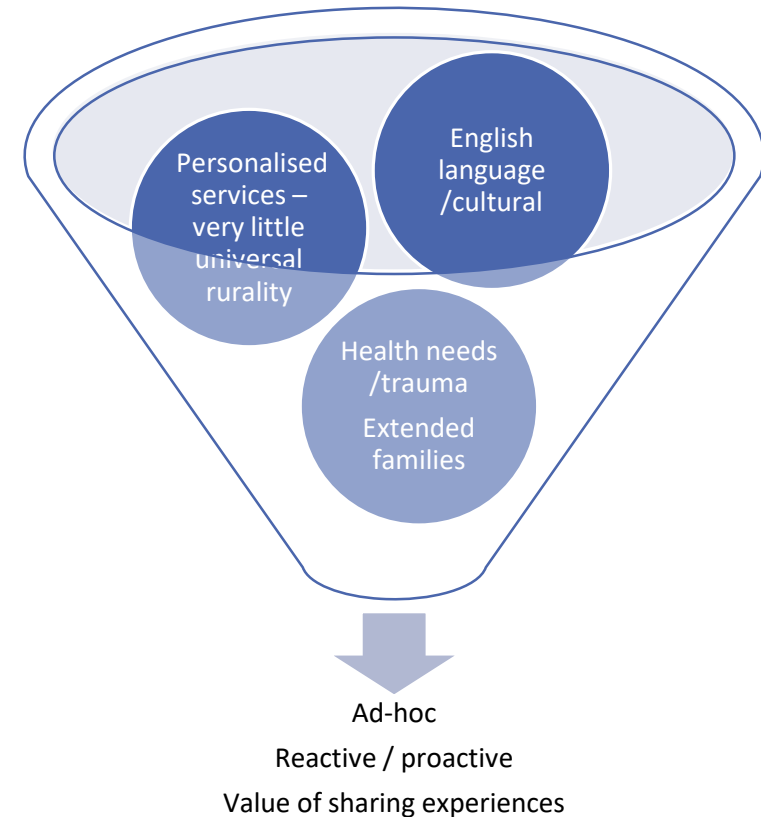 Personalised
services –
very little
universal
rurality
English
language
/cultural
Health needs
/trauma
Extended
families
Ad-hoc
Reactive / proactive
Value of sharing experiences